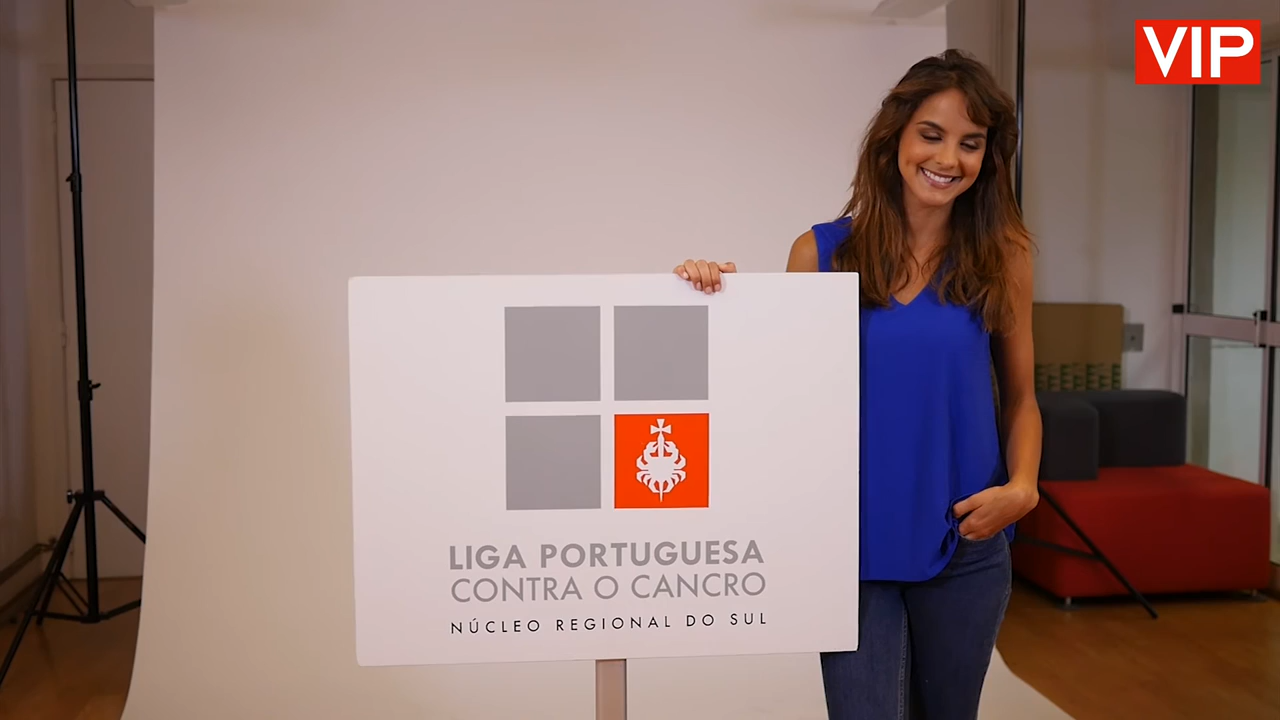 VIP
LIGA PORTUGUESA
CONTRA O CANCRO
NÚCLEO REGIONAL DO SUL